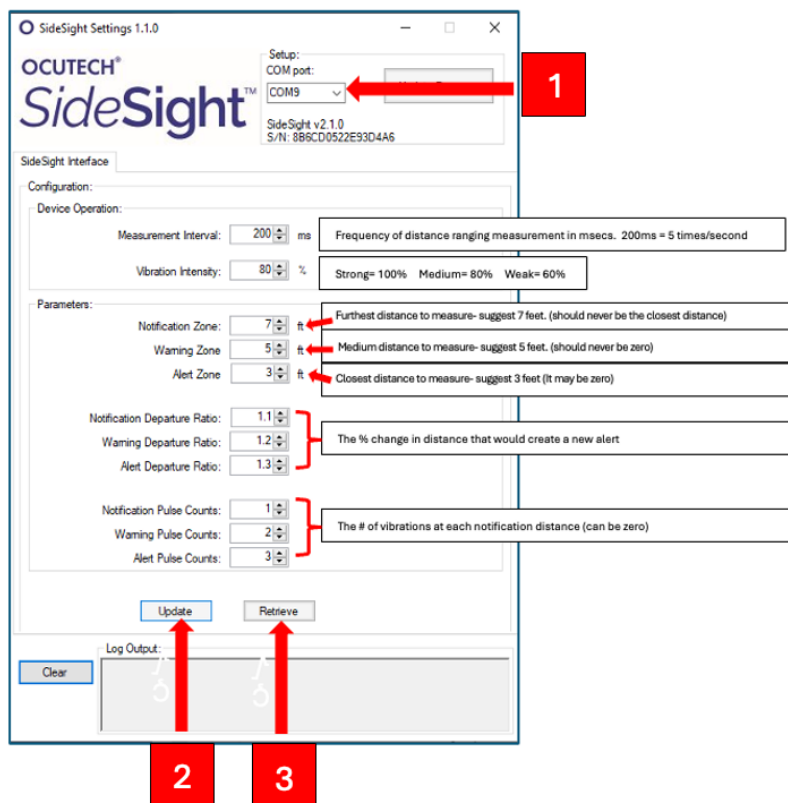 SideSight Settings 1.1.0
OCUTECH®
SideSight™
Setup:
COM port:
COM9
1
SideSight v2.1.0
S/N: 8B6CD0522E93D4A6
SideSight Interface
Configuration:
Device Operation:
Measurement Interval: 200 ms
Frequency of distance ranging measurement in msecs. 200ms = 5 times/second
Vibration Intensity: 80 %
Strong= 100% Medium= 80% Weak= 60%
Parameters:
Notification Zone: 7 ft
Furthest distance to measure- suggest 7 feet. (should never be the closest distance)
Warning Zone 5 ft
Medium distance to measure- suggest 5 feet. (should never be zero)
Alert Zone 3 ft
Closest distance to measure- suggest 3 feet (It may be zero)
Notification Departure Ratio: 1.1
Warning Departure Ratio: 1.2
The % change in distance that would create a new alert
Alert Departure Ratio: 1.3
Notification Pulse Counts: 1
Warning Pulse Counts: 2
The # of vibrations at each notification distance (can be zero)
Alert Pulse Counts: 3
Update
Retrieve
Log Output:
Clear
2
3